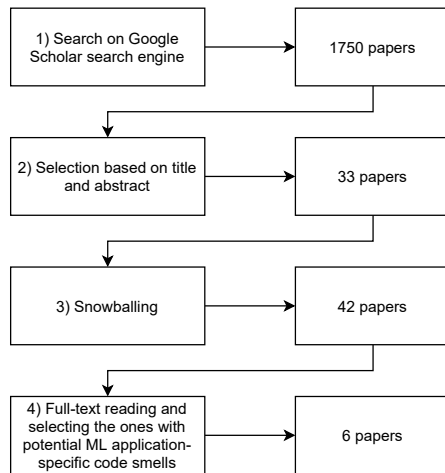 1) Search on Google
Scholar search engine
1750 papers
2) Selection based on title
and abstract
33 papers
3) Snowballing
42 papers
4) Full-text reading and
selecting the ones with
potential ML application-
specific code smells
6 papers